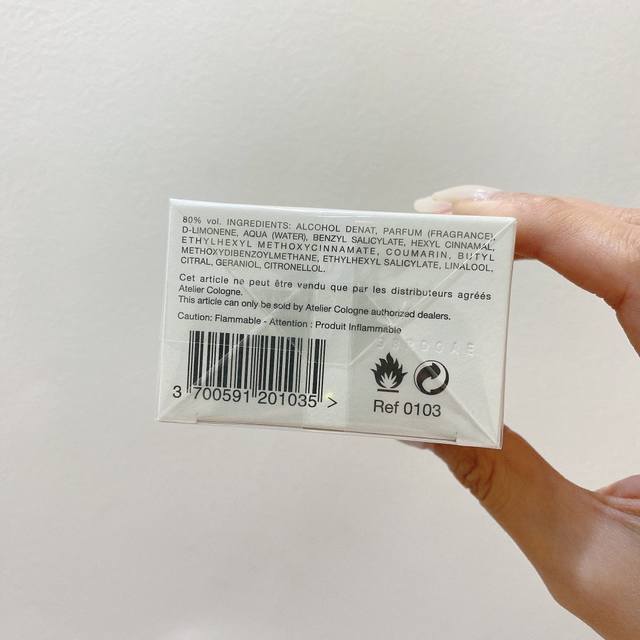 80% vol. INGREDIENTS: ALCOHOL DENAT, PARFUM (FRAGRANCE),
D-LIMONENE, AQUA (WATER), BENZYL SALICYLATE, HEXYL CINNAMAL,
ETHYLHEXYL METHOXYCINNAMATE, COUMARIN, BUTYL
METHOXYDIBENZOYLMETHANE, ETHYLHEXYL SALICYLATE, LINALOOL,
CITRAL, GERANIOL, CITRONELLOL.
Cet article ne peut être vendu que par les distributeurs agréés
Atelier Cologne.
This article can only be sold by Atelier Cologne authorized dealers.
Caution: Flammable - Attention : Produit Inflammable
3 700591 201035 >
Ref 0103